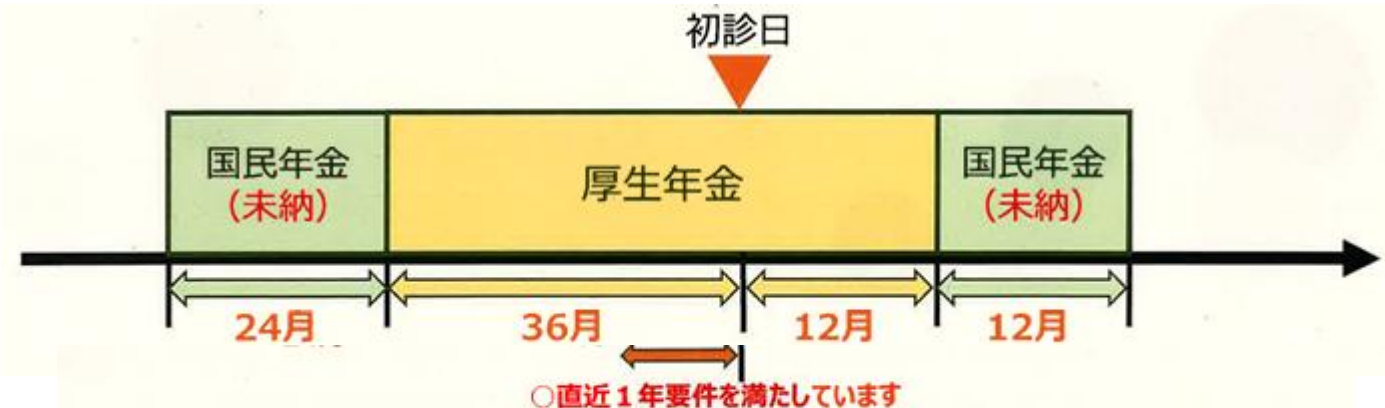 初診日
国民年金
(未納)
厚生年金
国民年金
(未納)
24月
36月
12月
12月
○直近1年要件を満たしています